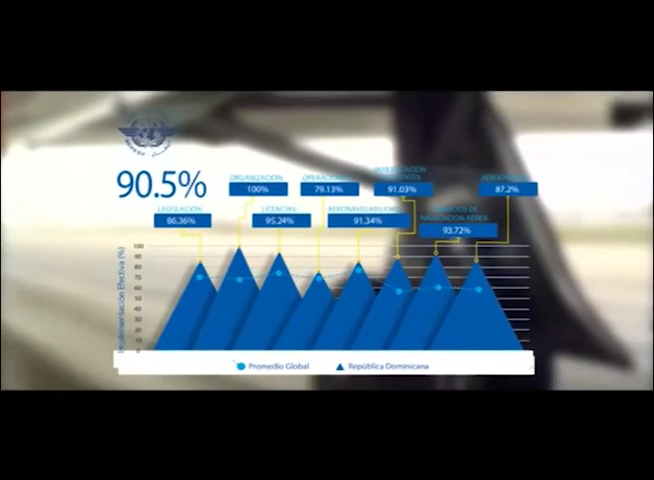 90.5%
ORGANIZACIÓN:
100%
79.13%
91.03%
87.2%
LEGISLACIÓN:
86.36%
LICENCIAS:
95.24%
AERONAVEGABILIDAD:
91.34%
NAVEGACIÓN AÉREA:
93.72%
Implementación Efectiva (%)
100
90
80
70
60
50
40
30
20
10
0
Promedio Global
República Dominicana